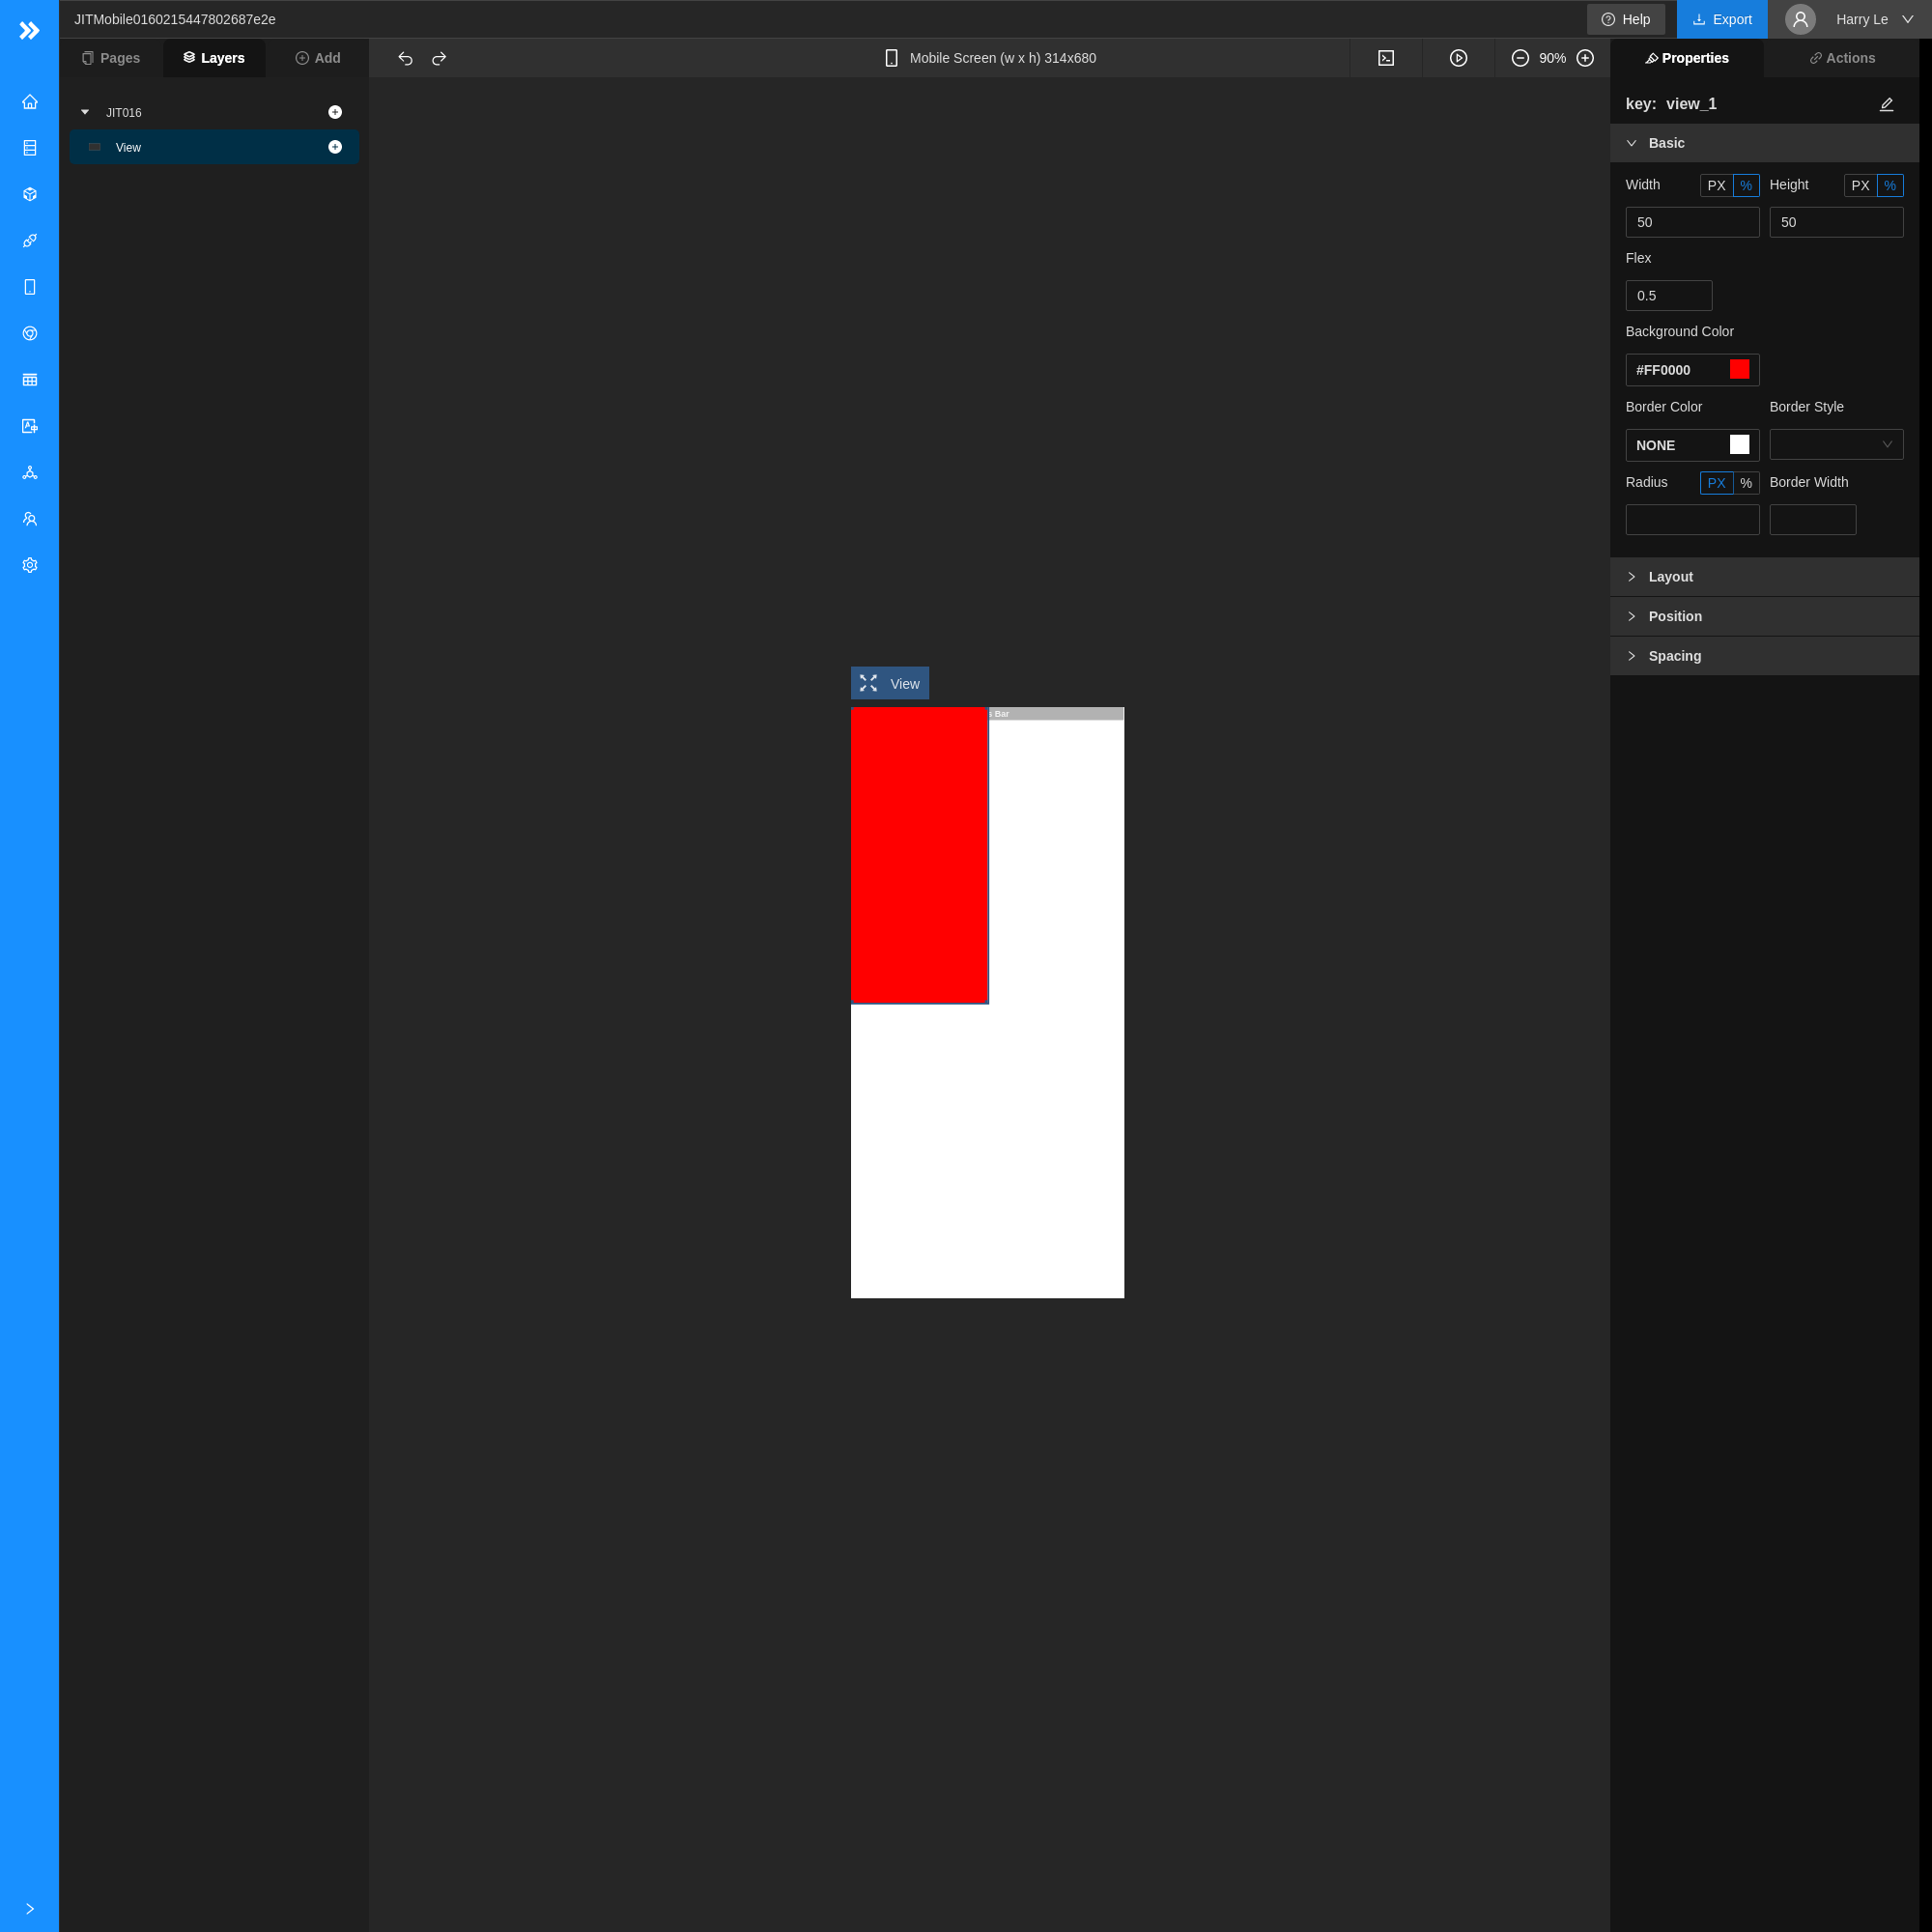 JITMobile0160215447802687e2e
Help
Export
Harry Le
Pages
Layers
Add
Mobile Screen (w x h) 314x680
90%
Properties
Actions
JIT016
View
key: view_1
Basic
Width PX % Height PX %
50 50
Flex
0.5
Background Color
#FF0000
Border Color Border Style
NONE
Radius PX % Border Width
Layout
Position
Spacing
View
s Bar